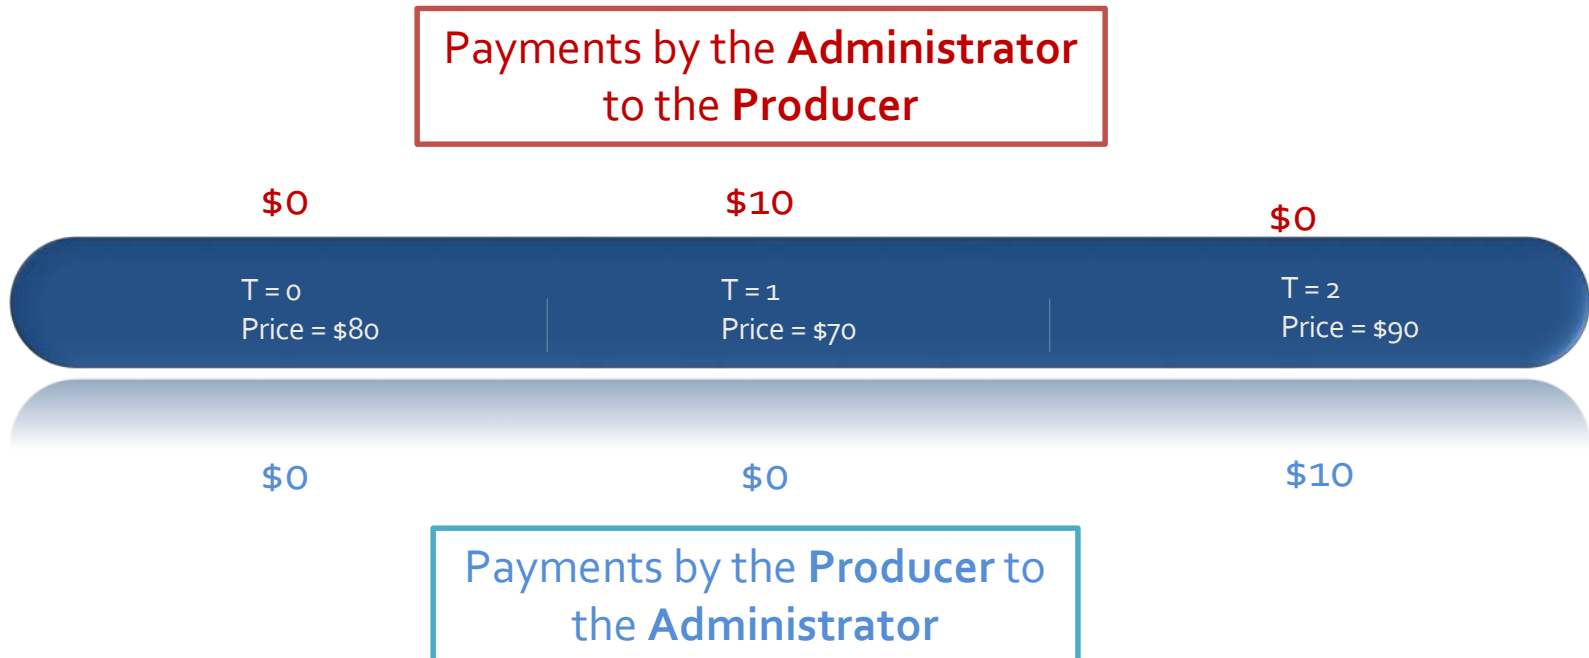 Payments by the Administrator
to the Producer
$0
$10
$0
T = 0
Price = $80
T = 1
Price = $70
T = 2
Price = $90
$0
$0
$10
Payments by the Producer to
the Administrator